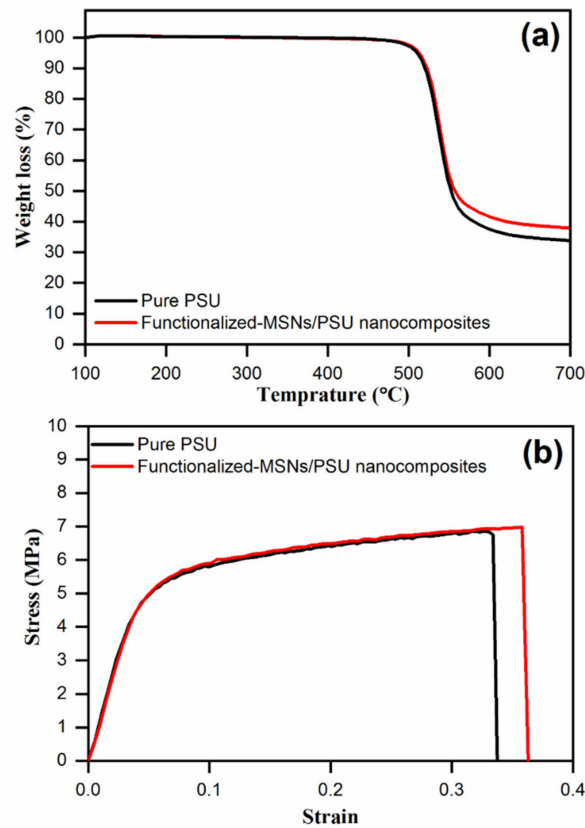 (a)
Weight loss (%)
100
90
80
70
60
50
40
30
20
10
0
Pure PSU
Functionalized-MSNs/PSU nanocomposites
100 200 300 400 500 600 700
Temprature (°C)
(b)
Stress (MPa)
10
9
8
7
6
5
4
3
2
1
0
Pure PSU
Functionalized-MSNs/PSU nanocomposites
0.0 0.1 0.2 0.3 0.4
Strain